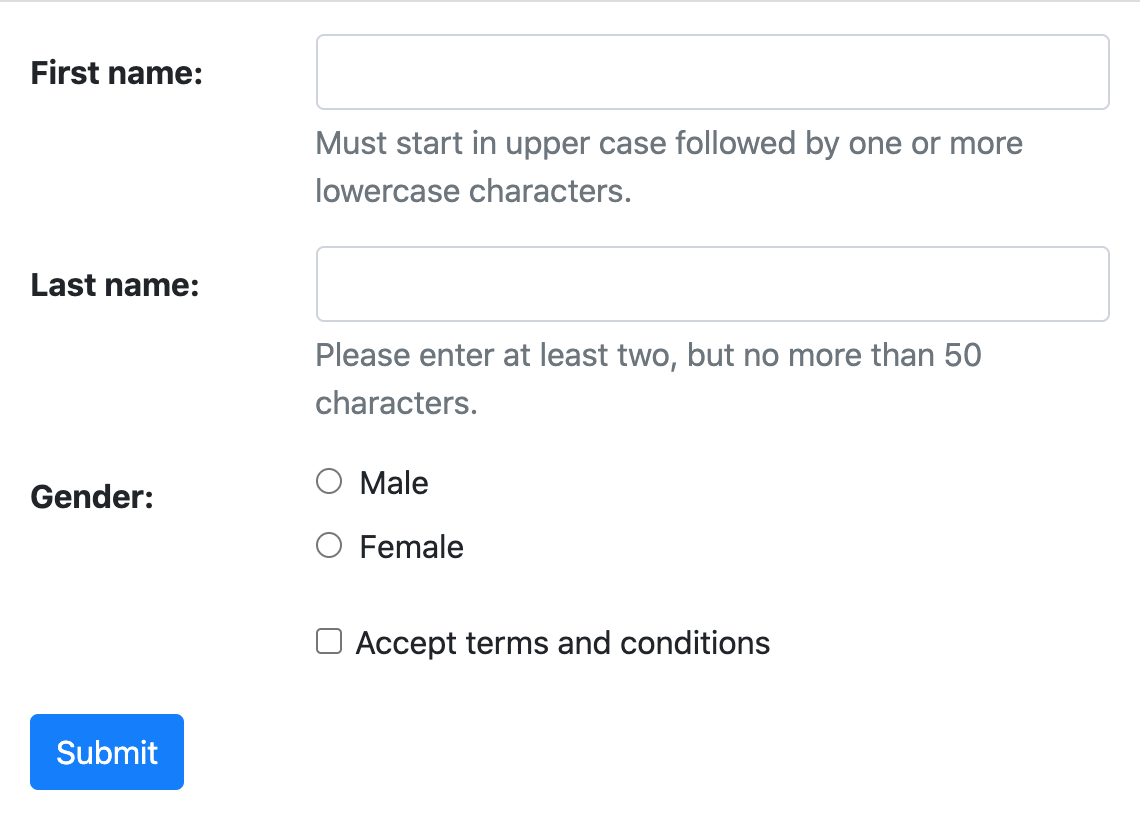 First name:
Must start in upper case followed by one or more
lowercase characters.
Last name:
Please enter at least two, but no more than 50
characters.
Gender:
Male
Female
Accept terms and conditions
Submit